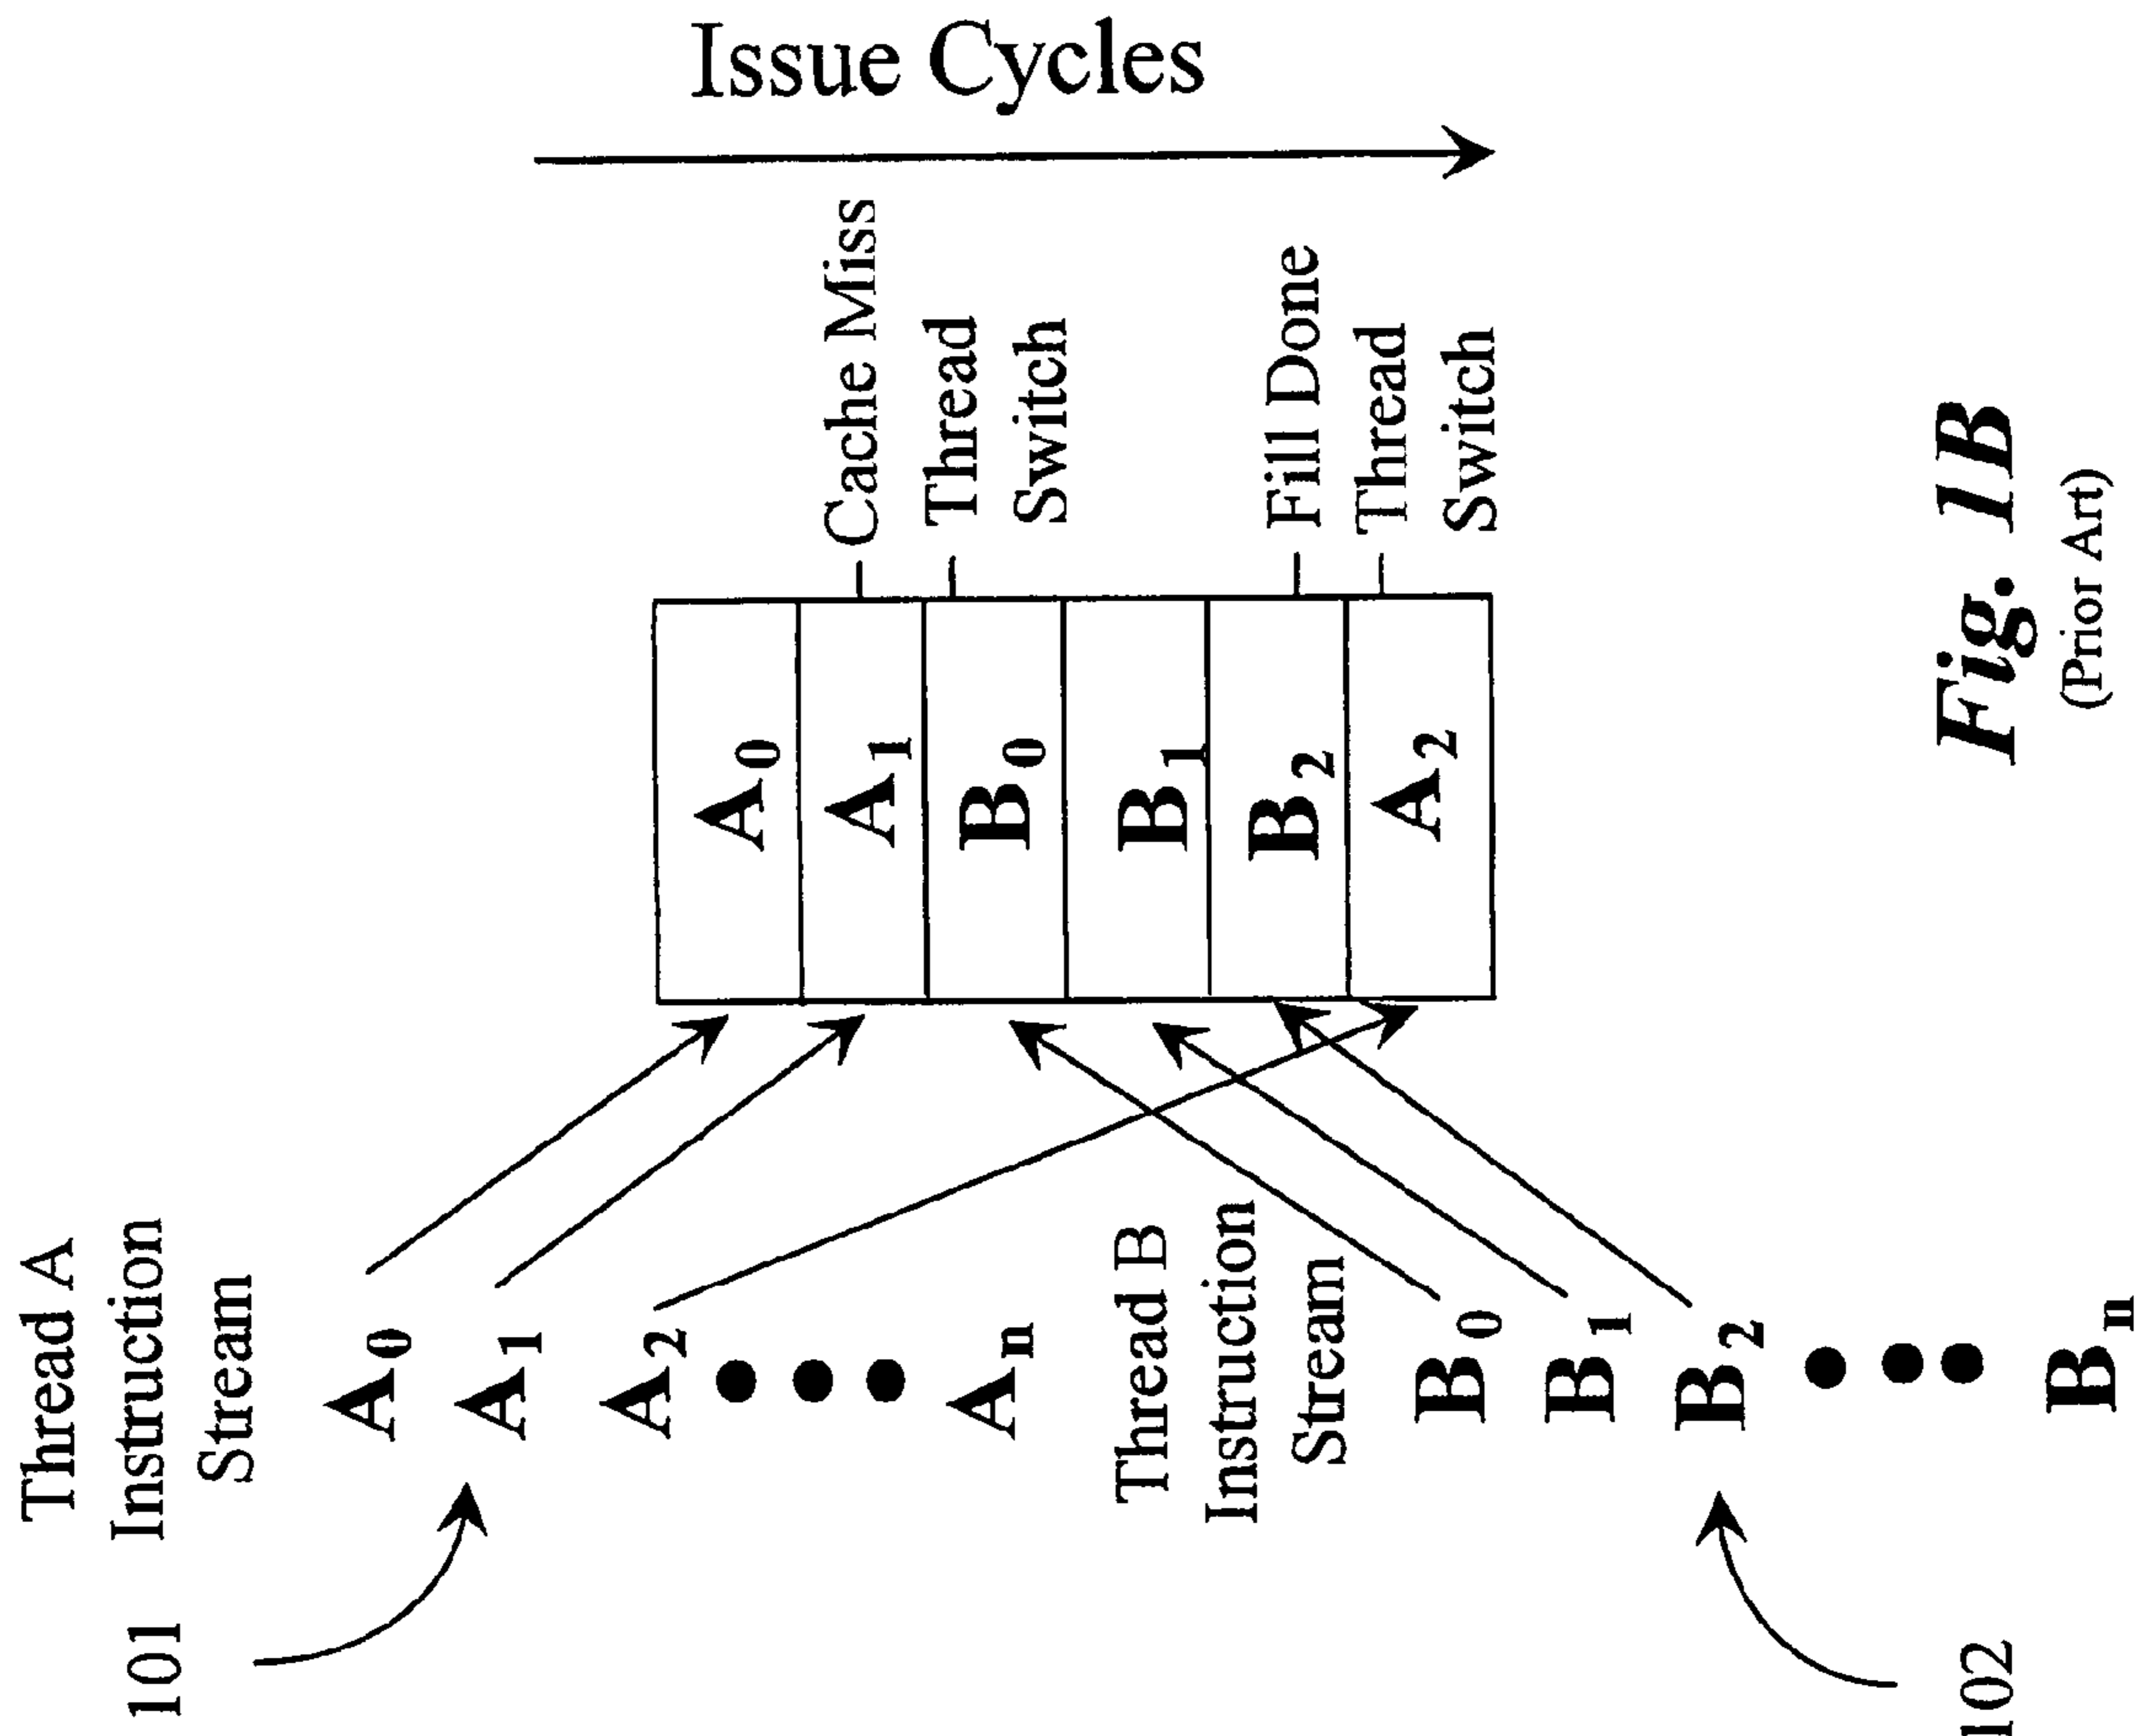 Thread A
Instruction
Stream
101
A₀
A₁
A₂
Aₙ
Thread B
Instruction
Stream
102
B₀
B₁
B₂
Bₙ
A₀
A₁
B₀
B₁
B₂
A₂
Cache Miss
Thread
Switch
Fill Done
Thread
Switch
Issue Cycles
Fig. 1B
(Prior Art)